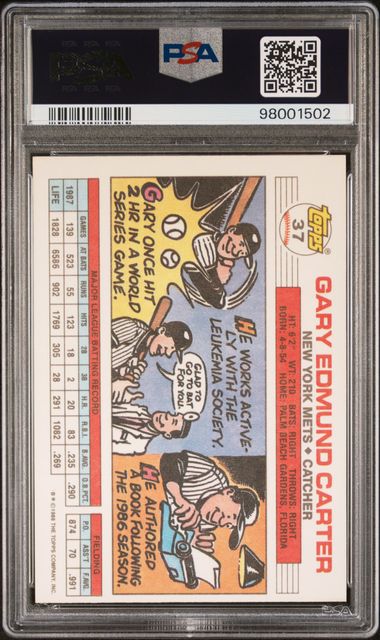 PSA
PSA
98001502
topps®
37
GARY EDMUND CARTER
NEW YORK METS ◆ CATCHER
HT: 6'2" WT: 210 BATS: RIGHT THROWS: RIGHT
BORN 4-8-54 HOME: PALM BEACH GARDENS, FLORIDA
GARY ONCE HIT
2 HR IN A WORLD
SERIES GAME.
HE WORKS ACTIVE-
LY WITH THE
LEUKEMIA SOCIETY.
GLAD TO
GO TO BAT
FOR YOU!
HE AUTHORED
A BOOK FOLLOWING
THE 1986 SEASON.
MAJOR LEAGUE BATTING RECORD FIELDING
GAMES AT BATS RUNS HITS 2B 3B H.R. R.B.I. B.AVG. O.B.PCT. P.O. ASS'T F.AVG.
1987 139 523 55 123 18 2 20 83 .235 .290 874 70 .991
LIFE 1828 6586 902 1769 305 28 291 1082 .269
B * © 1988 THE TOPPS COMPANY, INC.
PSA